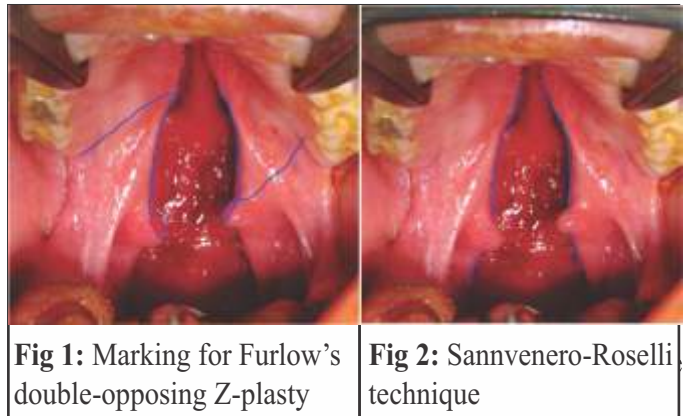 Fig 1: Marking for Furlow's
double-opposing Z-plasty
Fig 2: Sannvenero-Roselli
technique